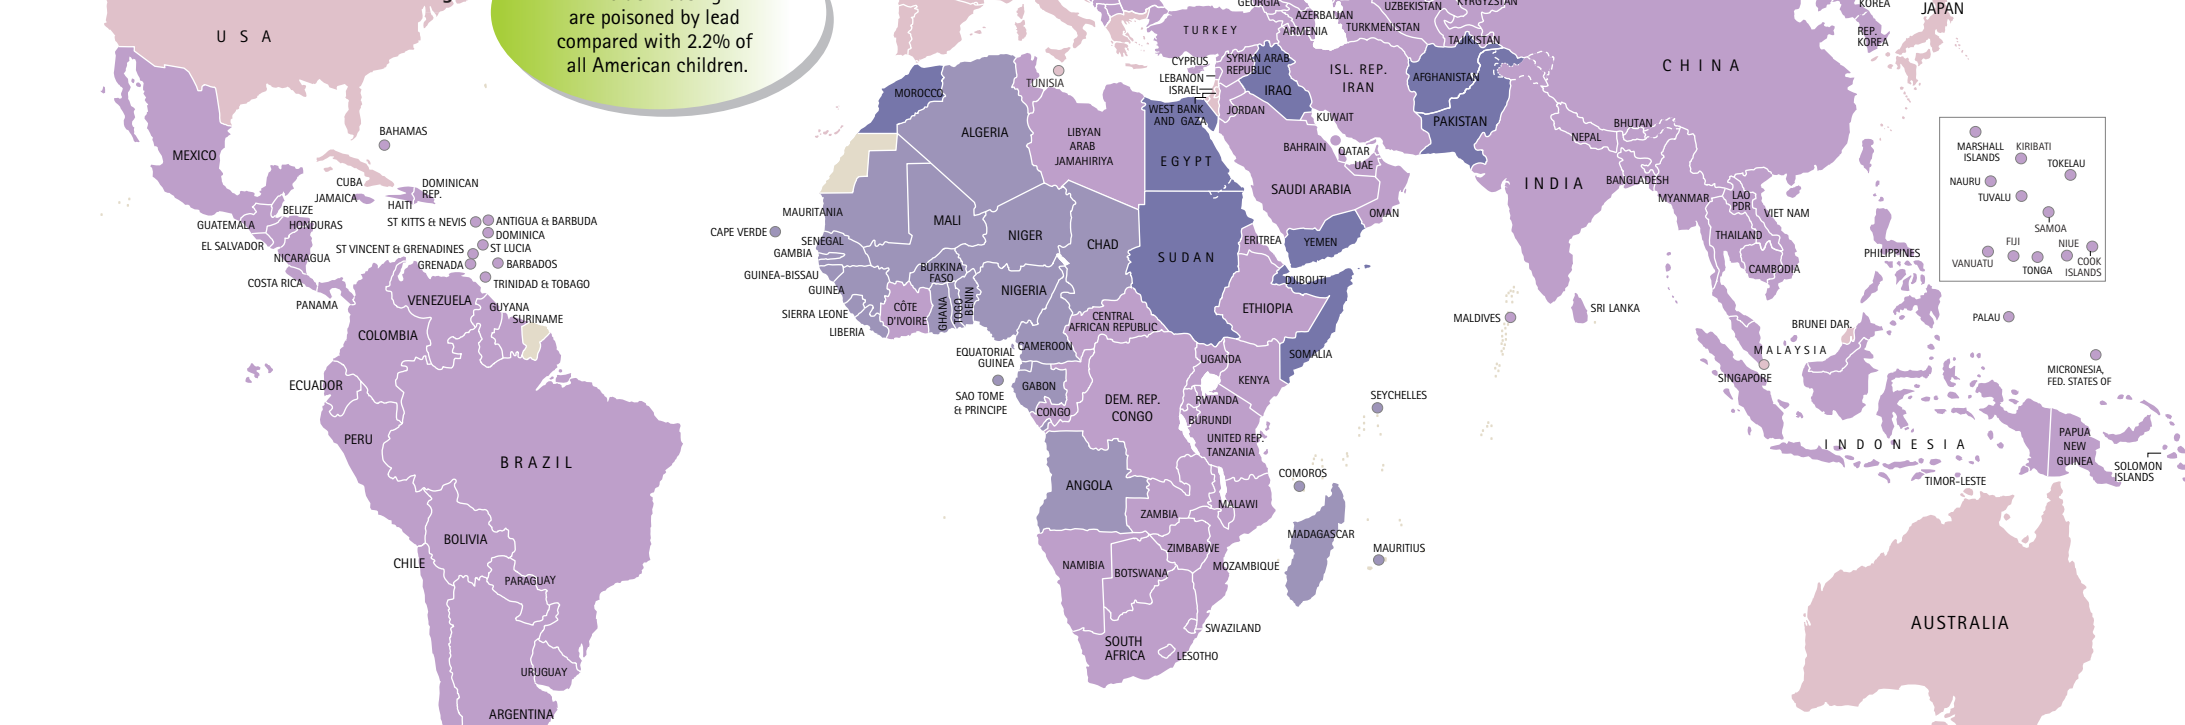 are poisoned by lead
compared with 2.2% of
all American children.
USA
MEXICO
BAHAMAS
CUBA
JAMAICA
HAITI
DOMINICAN
REP.
BELIZE
GUATEMALA
HONDURAS
EL SALVADOR
NICARAGUA
COSTA RICA
PANAMA
ST KITTS & NEVIS
ANTIGUA & BARBUDA
DOMINICA
ST VINCENT & GRENADINES
ST LUCIA
GRENADA
BARBADOS
TRINIDAD & TOBAGO
VENEZUELA
GUYANA
SURINAME
COLOMBIA
ECUADOR
PERU
BRAZIL
BOLIVIA
CHILE
PARAGUAY
URUGUAY
ARGENTINA
TUNISIA
MOROCCO
ALGERIA
LIBYAN
ARAB
JAMAHIRIYA
EGYPT
MAURITANIA
MALI
NIGER
CHAD
SUDAN
CAPE VERDE
SENEGAL
GAMBIA
GUINEA-BISSAU
GUINEA
SIERRA LEONE
LIBERIA
BURKINA
FASO
CÔTE
D'IVOIRE
GHANA
TOGO
BENIN
NIGERIA
CENTRAL
AFRICAN REPUBLIC
CAMEROON
EQUATORIAL
GUINEA
SAO TOME
& PRINCIPE
GABON
CONGO
DEM. REP.
CONGO
ERITREA
DJIBOUTI
ETHIOPIA
SOMALIA
UGANDA
KENYA
RWANDA
BURUNDI
UNITED REP.
TANZANIA
ANGOLA
ZAMBIA
MALAWI
ZIMBABWE
MOZAMBIQUE
NAMIBIA
BOTSWANA
SOUTH
AFRICA
SWAZILAND
LESOTHO
SEYCHELLES
COMOROS
MADAGASCAR
MAURITIUS
GEORGIA
AZERBAIJAN
ARMENIA
TURKEY
UZBEKISTAN
KYRGYZSTAN
TURKMENISTAN
TAJIKISTAN
CYPRUS
SYRIAN ARAB
REPUBLIC
LEBANON
ISRAEL
WEST BANK
AND GAZA
IRAQ
JORDAN
ISL. REP.
IRAN
KUWAIT
BAHRAIN
QATAR
UAE
SAUDI ARABIA
OMAN
YEMEN
AFGHANISTAN
PAKISTAN
INDIA
NEPAL
BHUTAN
BANGLADESH
MYANMAR
SRI LANKA
MALDIVES
CHINA
KOREA
REP.
KOREA
JAPAN
LAO
PDR
VIET NAM
THAILAND
CAMBODIA
PHILIPPINES
BRUNEI DAR.
MALAYSIA
SINGAPORE
INDONESIA
TIMOR-LESTE
PAPUA
NEW
GUINEA
SOLOMON
ISLANDS
PALAU
MICRONESIA,
FED. STATES OF
MARSHALL
ISLANDS
KIRIBATI
TOKELAU
NAURU
TUVALU
SAMOA
FIJI
NIUE
VANUATU
TONGA
COOK
ISLANDS
AUSTRALIA